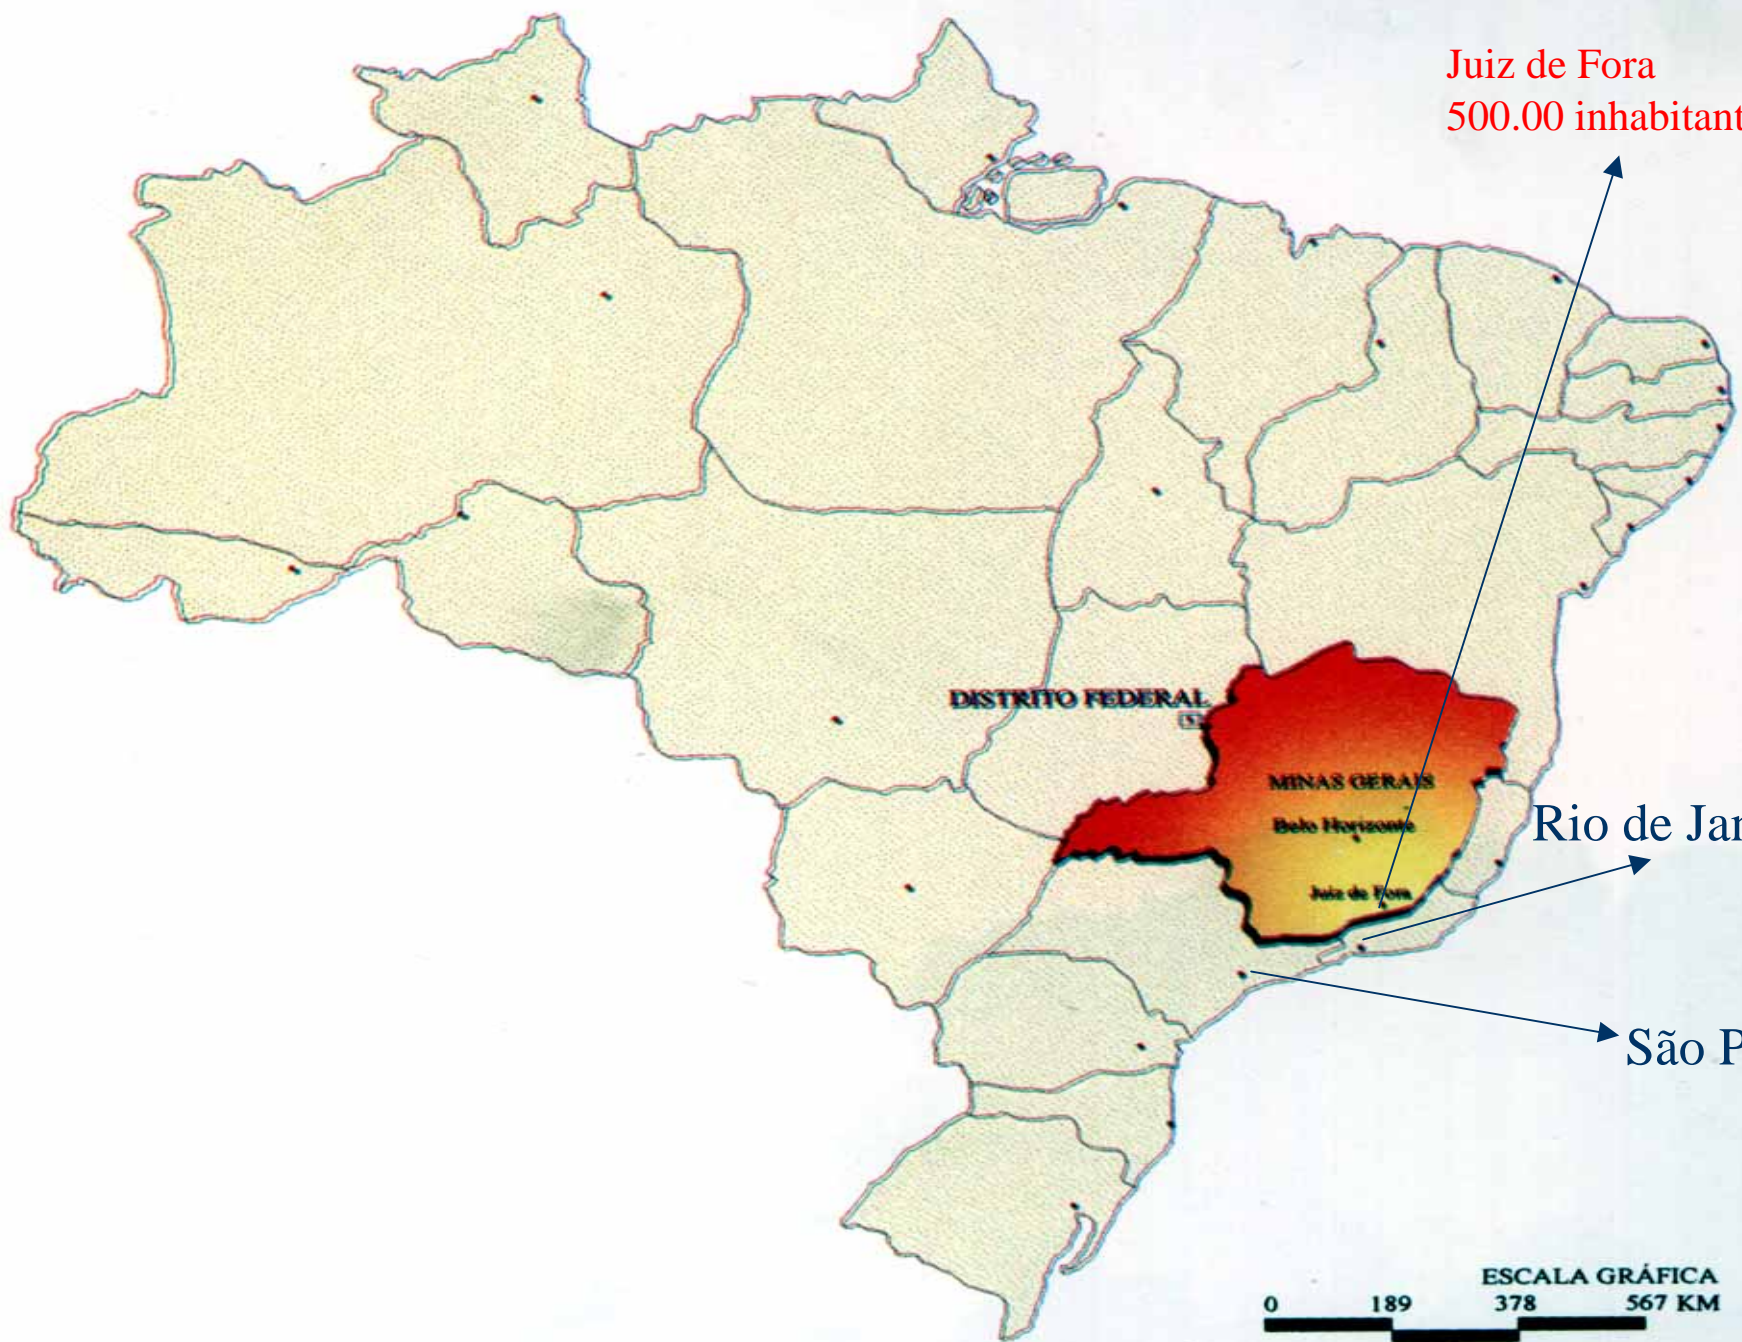 Juiz de Fora
500.00 inhabitant
DISTRITO FEDERAL
MINAS GERAIS
Belo Horizonte
Rio de Jan
Juiz de Fora
São P
ESCALA GRÁFICA
0 189 378 567 KM